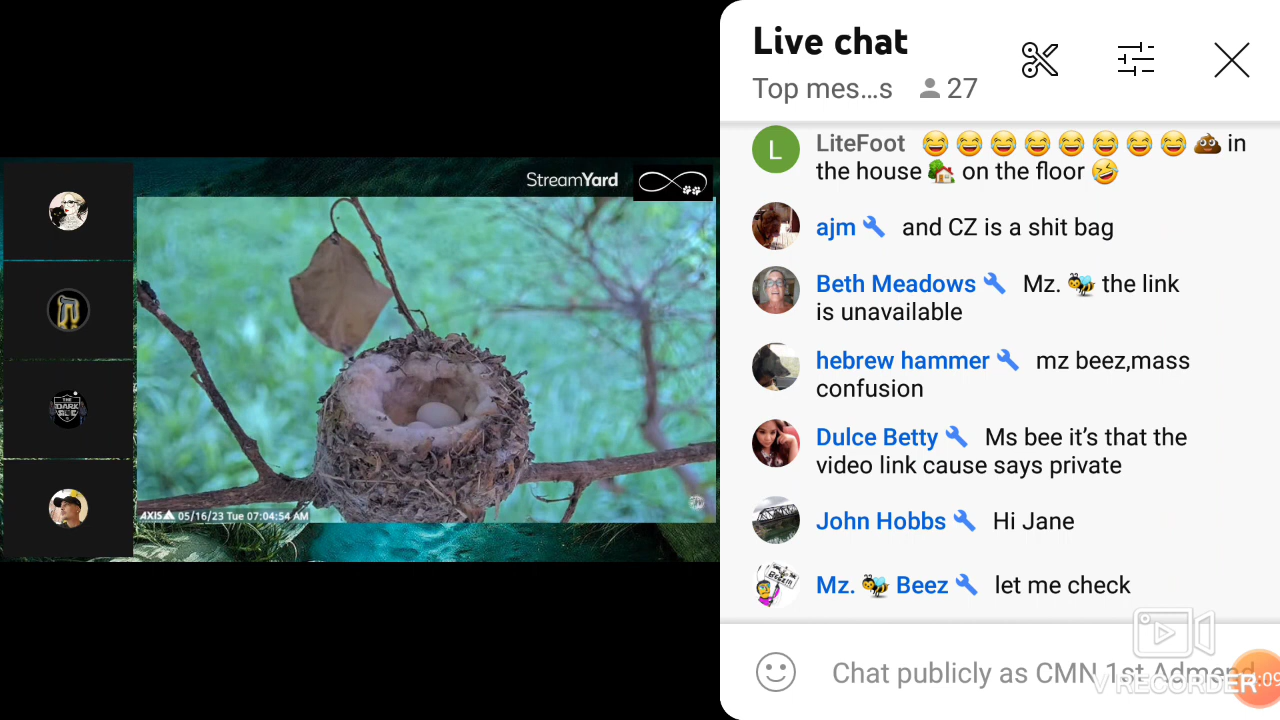 Live chat
Top mes...s 27
StreamYard
LiteFoot 😂😂😂😂😂😂😂😂💩 in
the house 🏡 on the floor 🤣
ajm and CZ is a shit bag
Beth Meadows Mz. 🐝 the link
is unavailable
hebrew hammer mz beez,mass
confusion
Dulce Betty Ms bee it's that the
video link cause says private
John Hobbs Hi Jane
Mz. 🐝 Beez let me check
AXIS 05/16/23 Tue 07:04:54 AM
THE
DARK
L
Chat publicly as CMN 1st Admend
V RECORDER